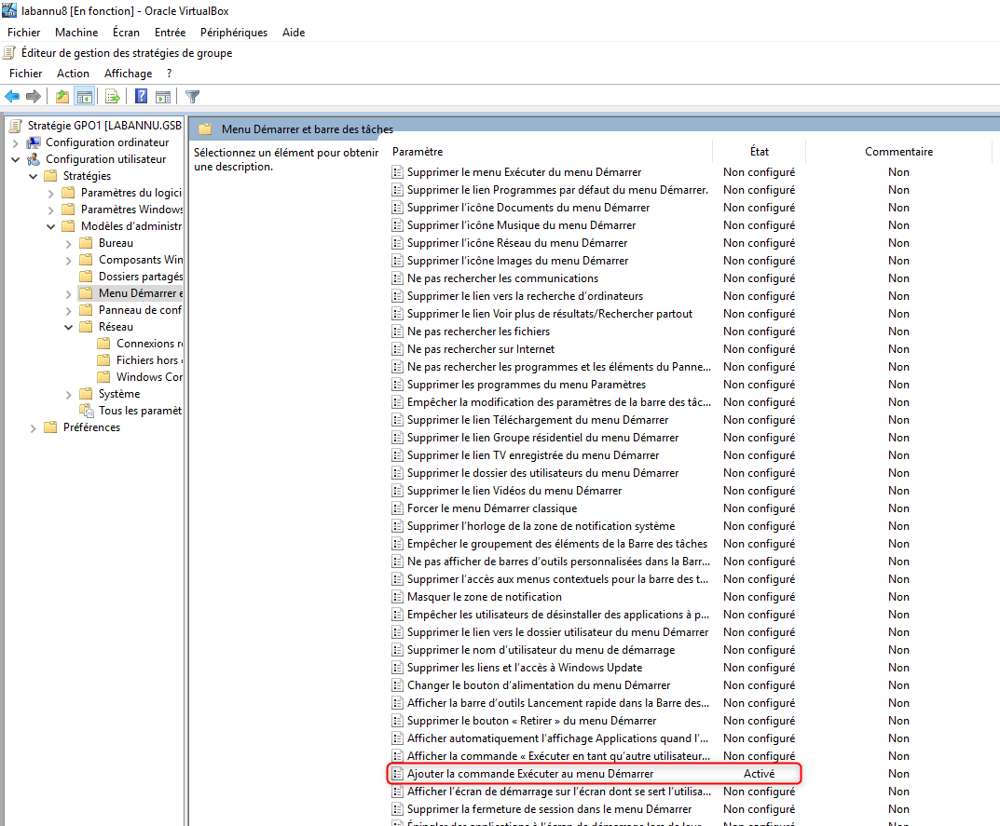 labannu8 [En fonction] - Oracle VirtualBox
Fichier Machine Écran Entrée Périphériques Aide
Éditeur de gestion des stratégies de groupe
Fichier Action Affichage ?
Stratégie GPO1 [LABANNU.GSB
Configuration ordinateur
Configuration utilisateur
Stratégies
Paramètres du logici
Paramètres Windows
Modèles d'administr
Bureau
Composants Win
Dossiers partagés
Menu Démarrer e
Panneau de conf
Réseau
Connexions r
Fichiers hors
Windows Cor
Système
Tous les paramèt
Préférences
Menu Démarrer et barre des tâches
Sélectionnez un élément pour obtenir
une description.
Paramètre État Commentaire
Supprimer le menu Exécuter du menu Démarrer Non configuré Non
Supprimer le lien Programmes par défaut du menu Démarrer. Non configuré Non
Supprimer l'icône Documents du menu Démarrer Non configuré Non
Supprimer l'icône Musique du menu Démarrer Non configuré Non
Supprimer l'icône Réseau du menu Démarrer Non configuré Non
Supprimer l'icône Images du menu Démarrer Non configuré Non
Ne pas rechercher les communications Non configuré Non
Supprimer le lien vers la recherche d'ordinateurs Non configuré Non
Supprimer le lien Voir plus de résultats/Rechercher partout Non configuré Non
Ne pas rechercher les fichiers Non configuré Non
Ne pas rechercher sur Internet Non configuré Non
Ne pas rechercher les programmes et les éléments du Panne... Non configuré Non
Supprimer les programmes du menu Paramètres Non configuré Non
Empêcher la modification des paramètres de la barre des tâc... Non configuré Non
Supprimer le lien Téléchargement du menu Démarrer Non configuré Non
Supprimer le lien Groupe résidentiel du menu Démarrer Non configuré Non
Supprimer le lien TV enregistrée du menu Démarrer Non configuré Non
Supprimer le dossier des utilisateurs du menu Démarrer Non configuré Non
Supprimer le lien Vidéos du menu Démarrer Non configuré Non
Forcer le menu Démarrer classique Non configuré Non
Supprimer l'horloge de la zone de notification système Non configuré Non
Empêcher le groupement des éléments de la Barre des tâches Non configuré Non
Ne pas afficher de barres d'outils personnalisées dans la Barr... Non configuré Non
Supprimer l'accès aux menus contextuels pour la barre des t... Non configuré Non
Masquer le zone de notification Non configuré Non
Empêcher les utilisateurs de désinstaller des applications à p... Non configuré Non
Supprimer le lien vers le dossier utilisateur du menu Démarrer Non configuré Non
Supprimer le nom d'utilisateur du menu de démarrage Non configuré Non
Supprimer les liens et l'accès à Windows Update Non configuré Non
Changer le bouton d'alimentation du menu Démarrer Non configuré Non
Afficher la barre d'outils Lancement rapide dans la Barre des... Non configuré Non
Supprimer le bouton « Retirer » du menu Démarrer Non configuré Non
Afficher automatiquement l'affichage Applications quand l'... Non configuré Non
Afficher la commande « Exécuter en tant qu'autre utilisateur... Non configuré Non
Ajouter la commande Exécuter au menu Démarrer Activé Non
Afficher l'écran de démarrage sur l'écran dont se sert l'utilisa... Non configuré Non
Supprimer la fermeture de session dans le menu Démarrer Non configuré Non